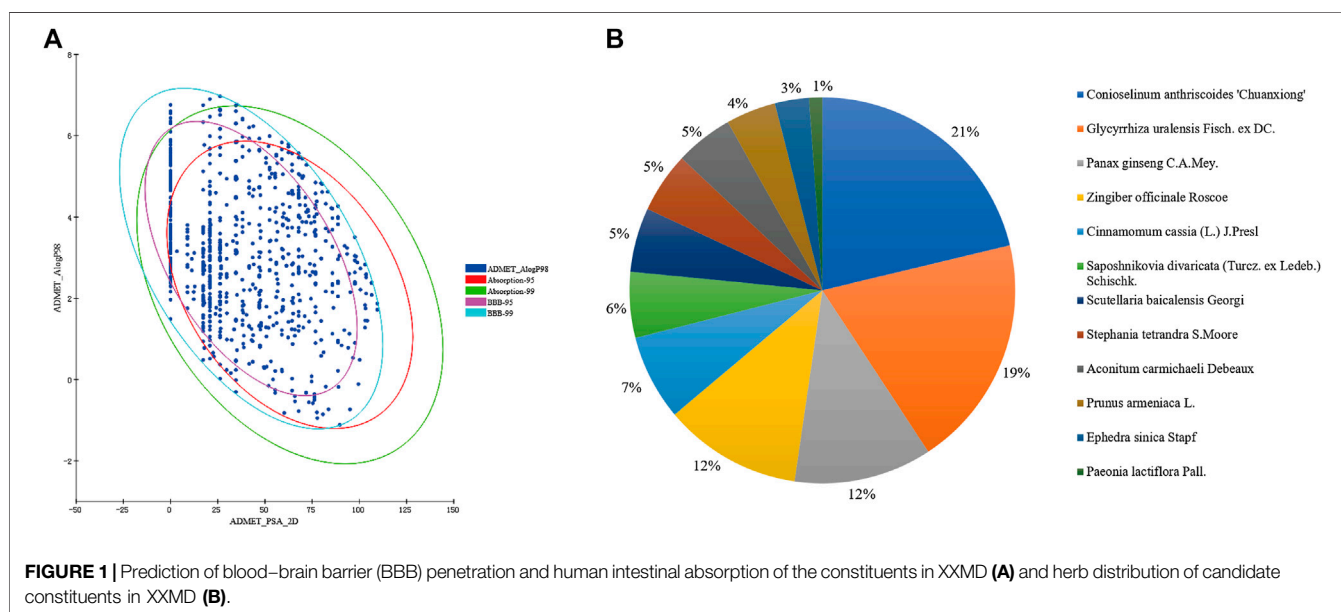 A
8
6
4
2
0
−2
−50
−25
0
25
50
75
100
125
150
ADMET_AlogP98
ADMET_PSA_2D
ADMET_AlogP98
Absorption-95
Absorption-99
BBB-95
BBB-99
B
21%
19%
12%
12%
7%
6%
5%
5%
5%
4%
3%
1%
Conioselinum anthriscoides 'Chuanxiong'
Glycyrrhiza uralensis Fisch. ex DC.
Panax ginseng C.A.Mey.
Zingiber officinale Roscoe
Cinnamomum cassia (L.) J.Presl
Saposhnikovia divaricata (Turcz. ex Ledeb.)
Schischk.
Scutellaria baicalensis Georgi
Stephania tetrandra S.Moore
Aconitum carmichaeli Debeaux
Prunus armeniaca L.
Ephedra sinica Stapf
Paeonia lactiflora Pall.
FIGURE 1 | Prediction of blood–brain barrier (BBB) penetration and human intestinal absorption of the constituents in XXMD (A) and herb distribution of candidate
constituents in XXMD (B).